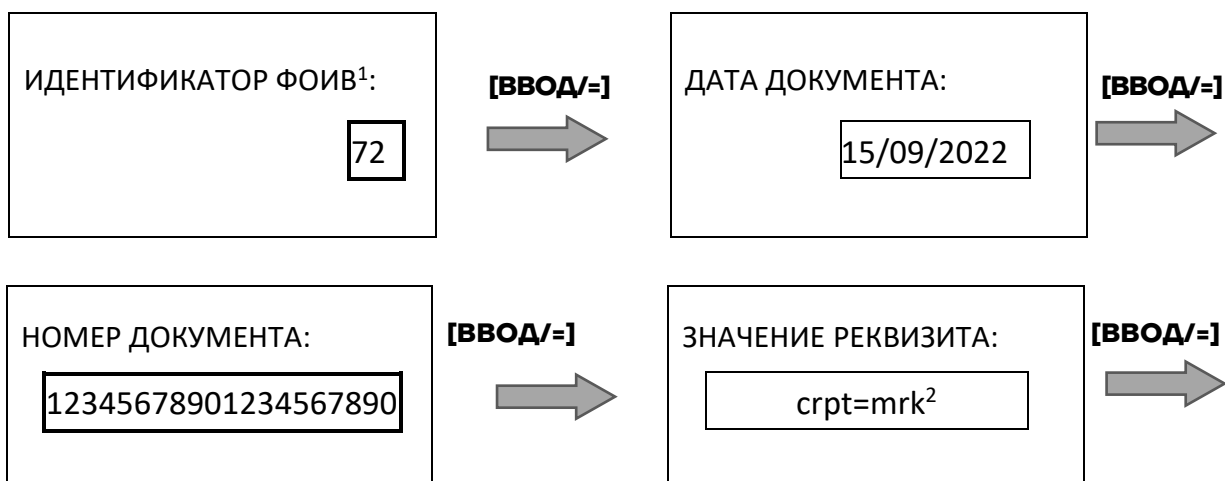 ИДЕНТИФИКАТОР ФОИВ¹:
72
[ВВОД/=]
ДАТА ДОКУМЕНТА:
15/09/2022
[ВВОД/=]
НОМЕР ДОКУМЕНТА:
12345678901234567890
[ВВОД/=]
ЗНАЧЕНИЕ РЕКВИЗИТА:
crpt=mrk²
[ВВОД/=]